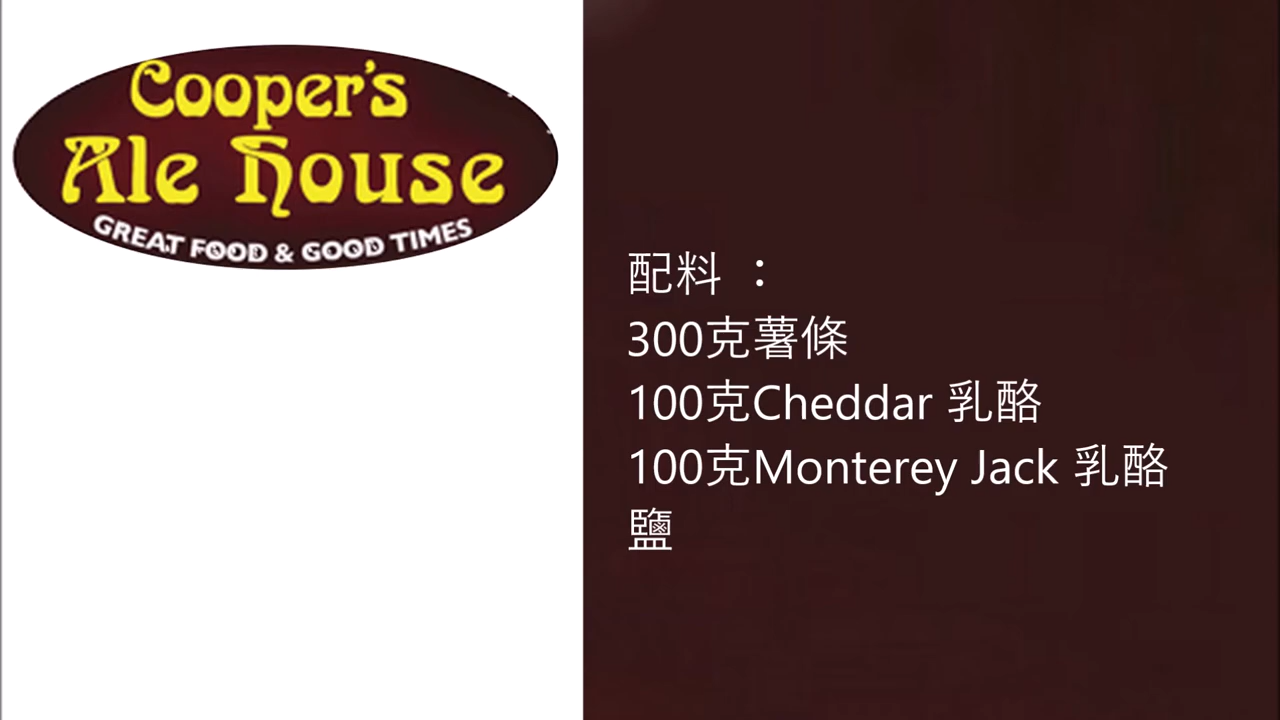 Cooper's
Ale House
GREAT FOOD & GOOD TIMES
配料 ：
300克薯條
100克Cheddar 乳酪
100克Monterey Jack 乳酪
鹽